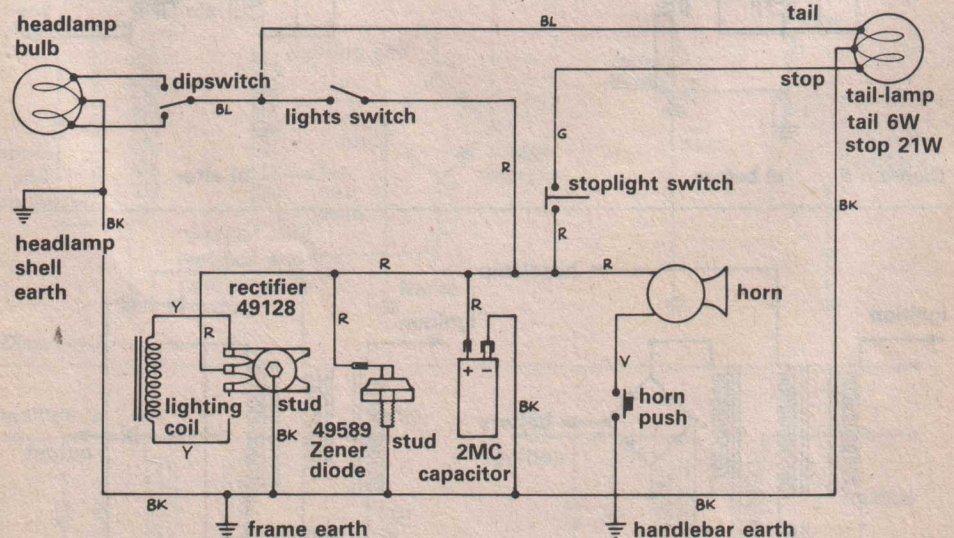 BL
tail
headlamp
bulb
dipswitch
BL
lights switch
stop
tail-lamp
tail 6W
stop 21W
G
R
stoplight switch
R
BK
BK
headlamp
shell
earth
R
R
Y
rectifier
49128
R
R
R
horn
+ −
V
lighting
coil
stud
BK
49589
Zener
diode
stud
2MC
capacitor
BK
horn
push
Y
BK
BK
frame earth
handlebar earth